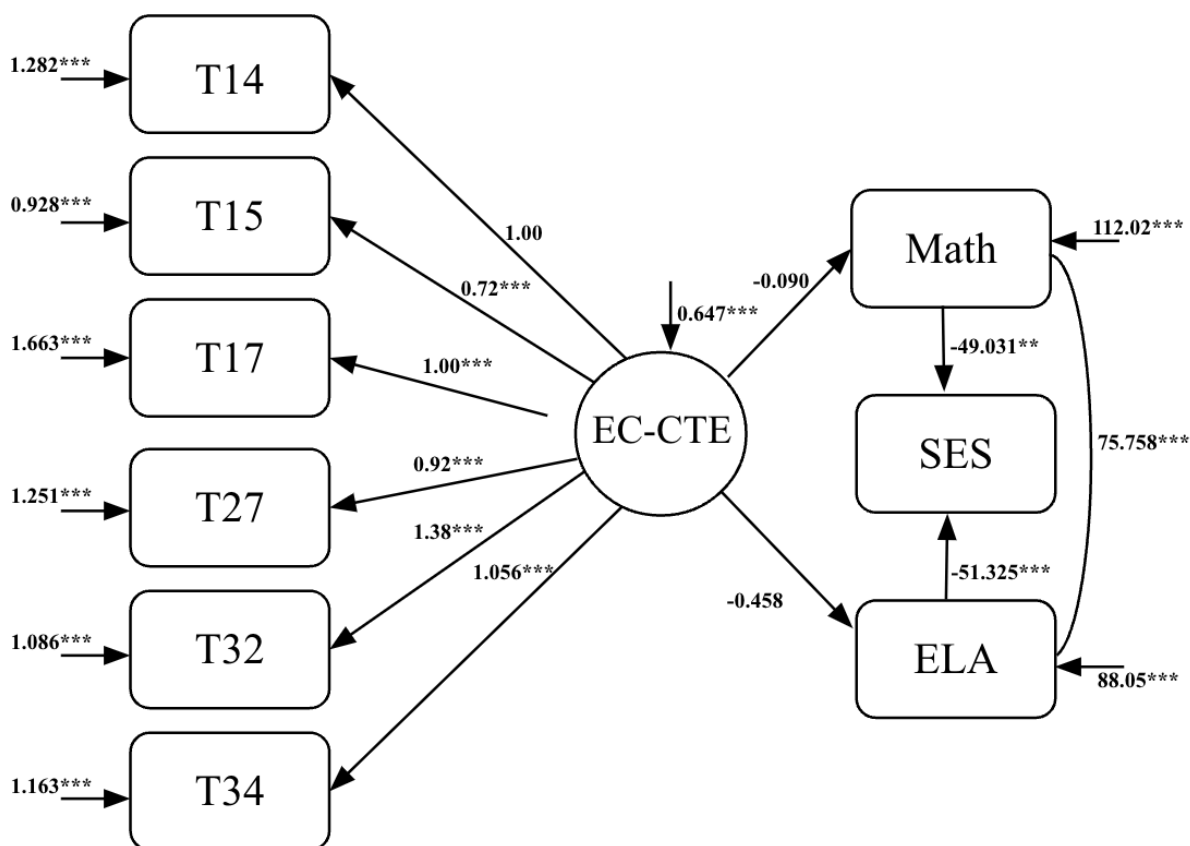 1.282***
T14
0.928***
T15
1.663***
T17
1.251***
T27
1.086***
T32
1.163***
T34
1.00
0.72***
1.00***
0.92***
1.38***
1.056***
0.647***
EC-CTE
-0.090
-0.458
Math
112.02***
-49.031**
SES
75.758***
-51.325***
ELA
88.05***